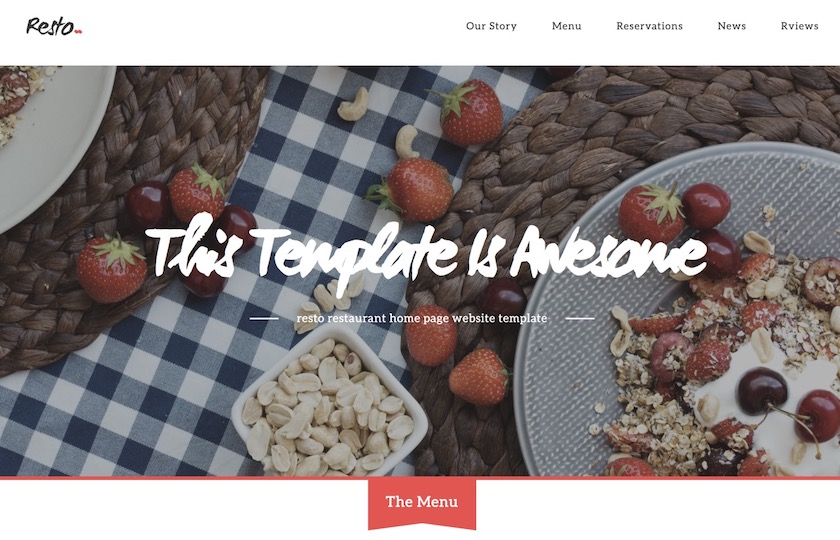 Resto
Our Story Menu Reservations News Rviews
This Template Is Awesome
resto restaurant home page website template
The Menu